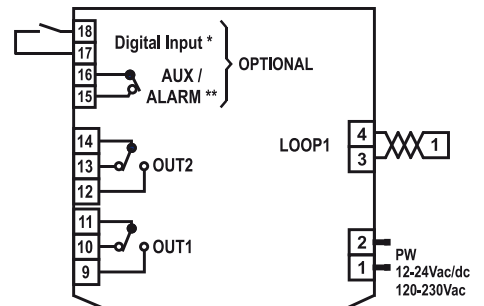 18
Digital Input *
17
OPTIONAL
16
AUX /
15
ALARM **
14
13
OUT2
12
11
10
OUT1
9
LOOP1
4
3
1
2
1
PW
12-24Vac/dc
120-230Vac